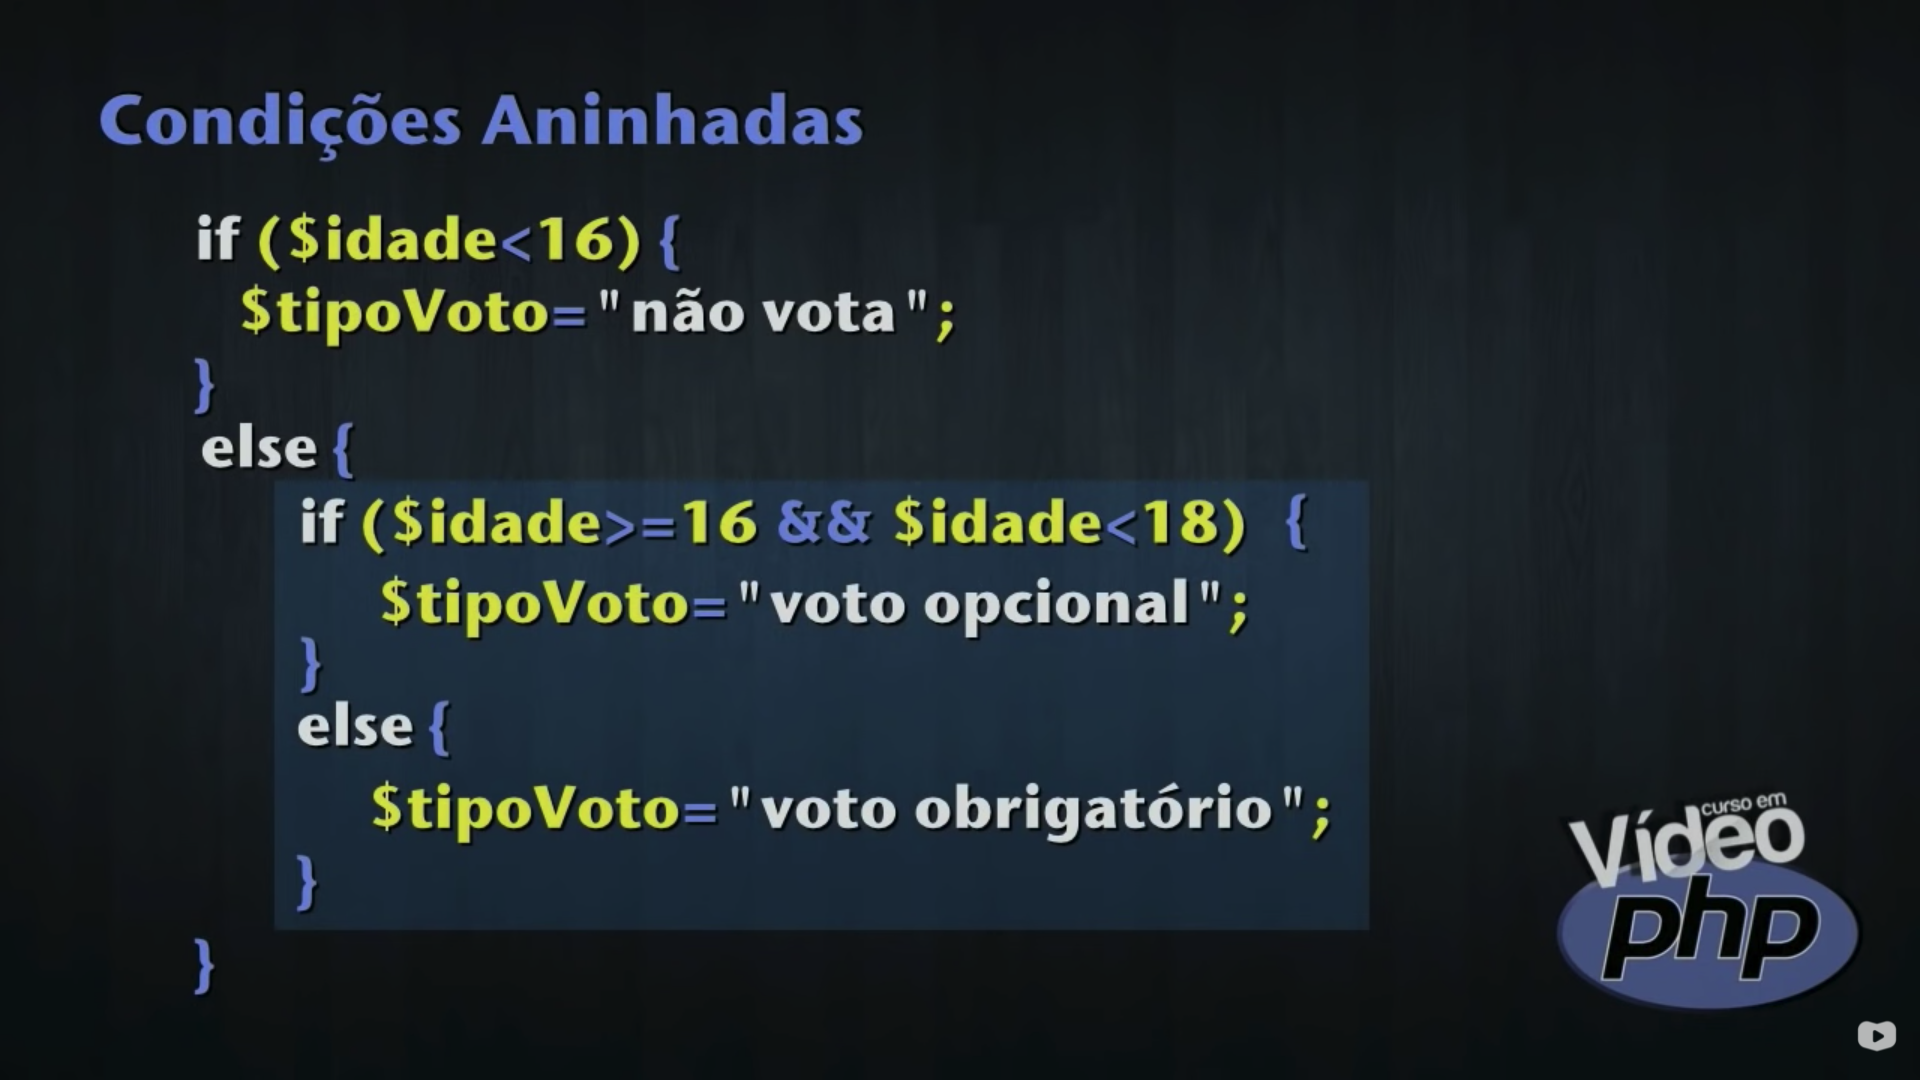 Condições Aninhadas
if ($idade<16) {
$tipoVoto="não vota";
}
else {
if ($idade>=16 && $idade<18) {
$tipoVoto="voto opcional";
}
else {
$tipoVoto="voto obrigatório";
}
}
curso em
Vídeo
php